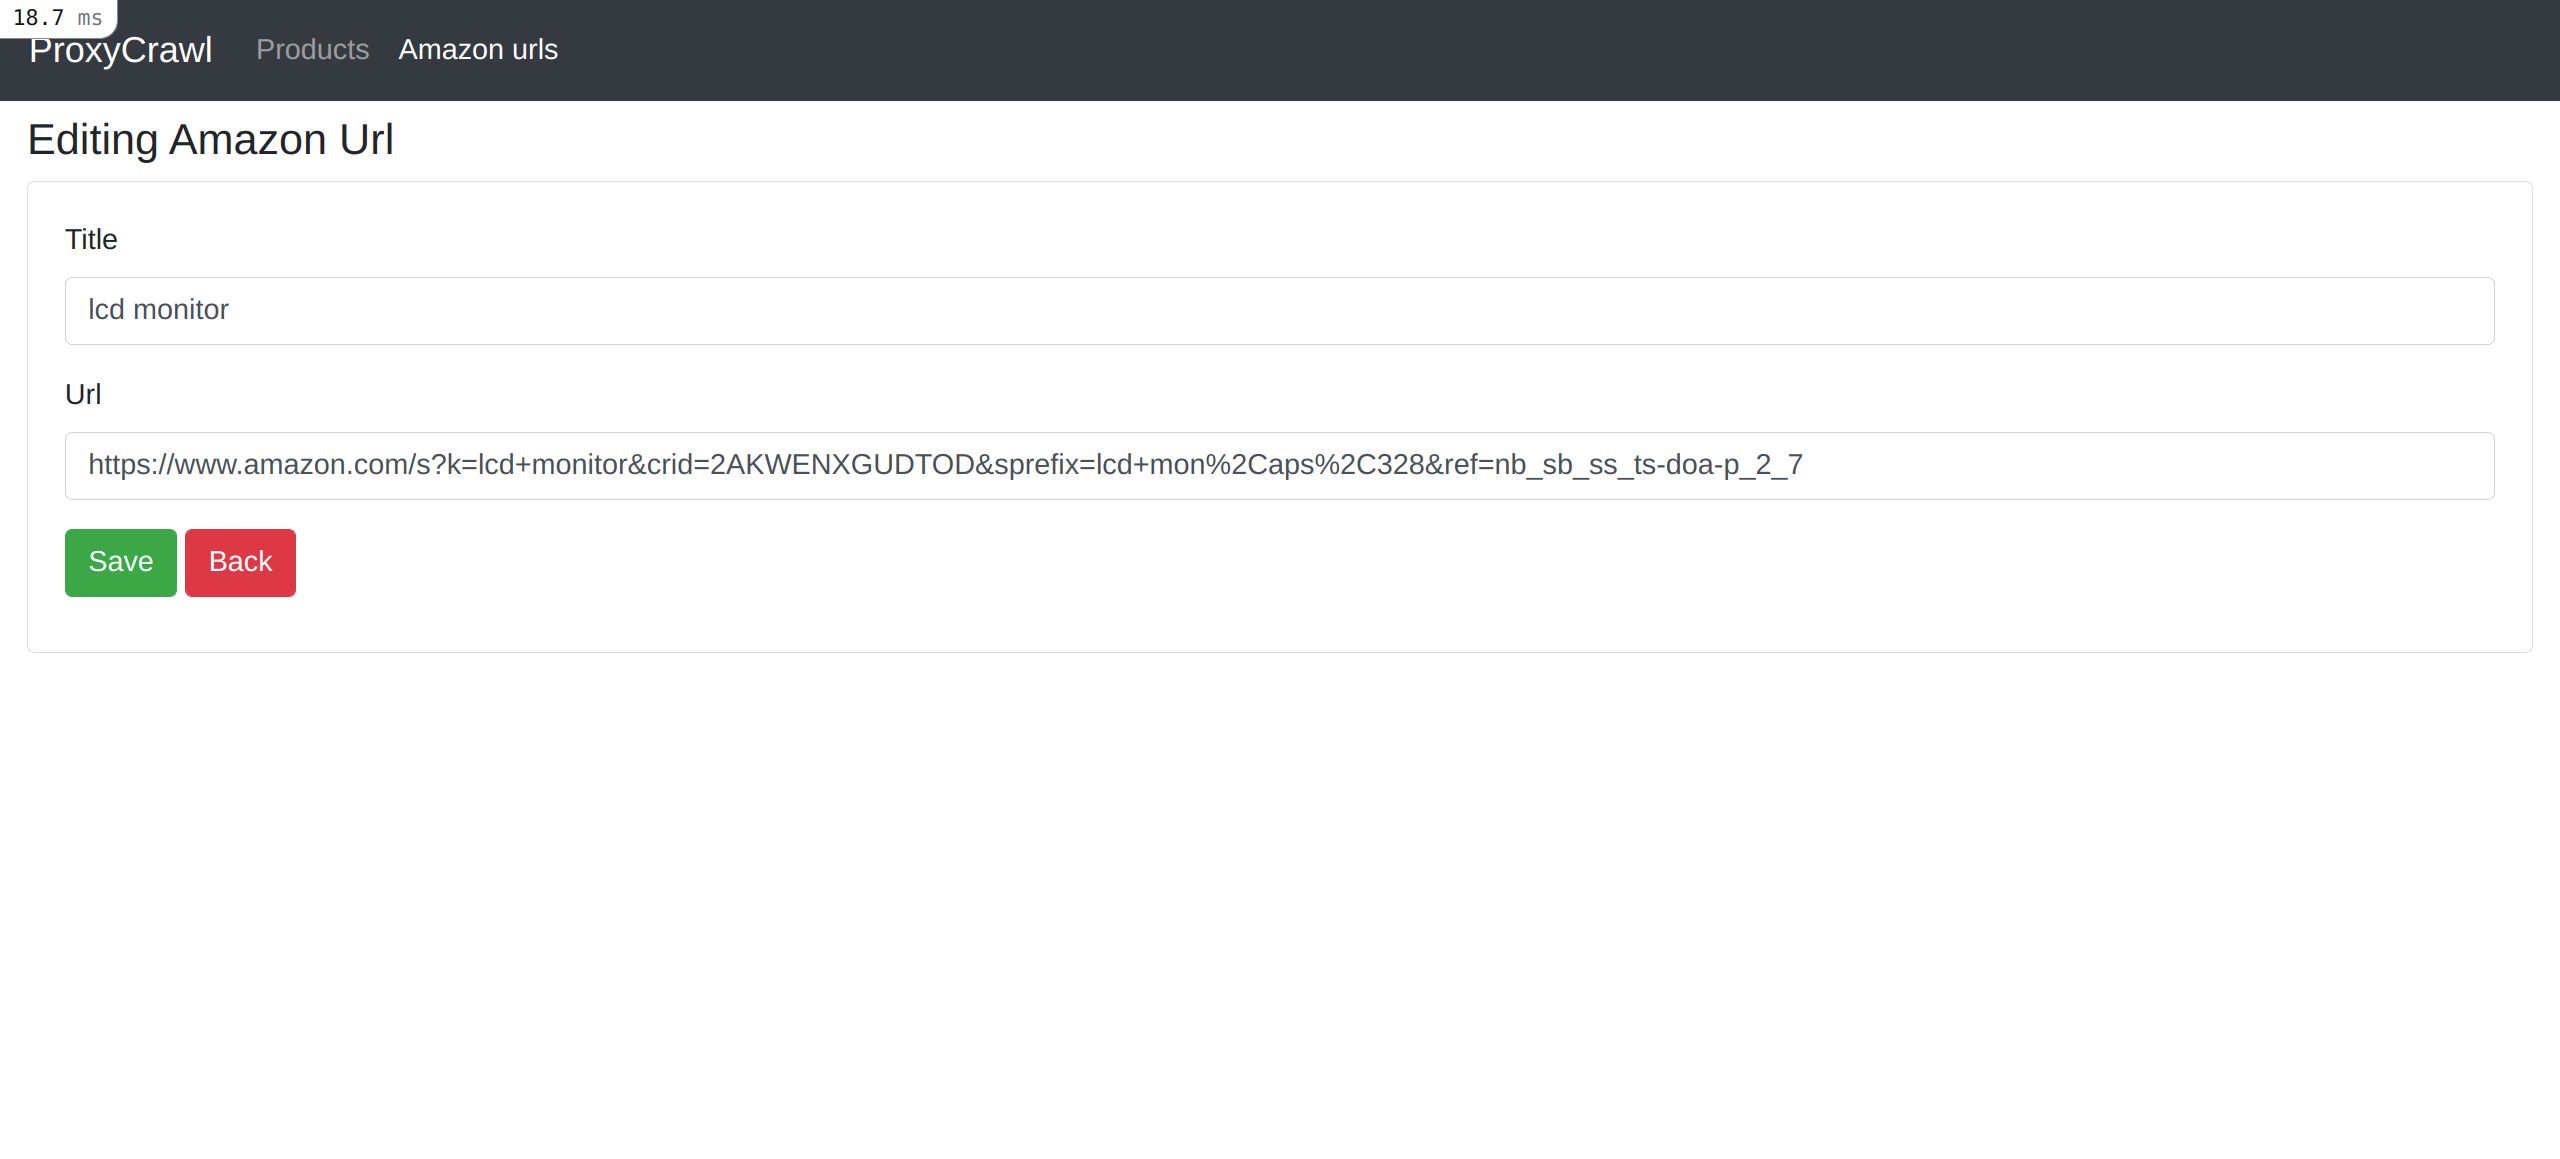 18.7 ms
ProxyCrawl Products Amazon urls
Editing Amazon Url
Title
lcd monitor
Url
https://www.amazon.com/s?k=lcd+monitor&crid=2AKWENXGUDTOD&sprefix=lcd+mon%2Caps%2C328&ref=nb_sb_ss_ts-doa-p_2_7
Save Back